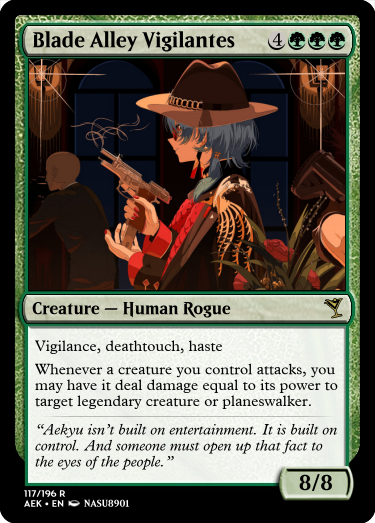 Blade Alley Vigilantes 4
Creature — Human Rogue
Vigilance, deathtouch, haste
Whenever a creature you control attacks, you
may have it deal damage equal to its power to
target legendary creature or planeswalker.
“Aekyu isn’t built on entertainment. It is built on
control. And someone must open up that fact to
the eyes of the people.”
8/8
117/196 R
AEK • EN NASU8901